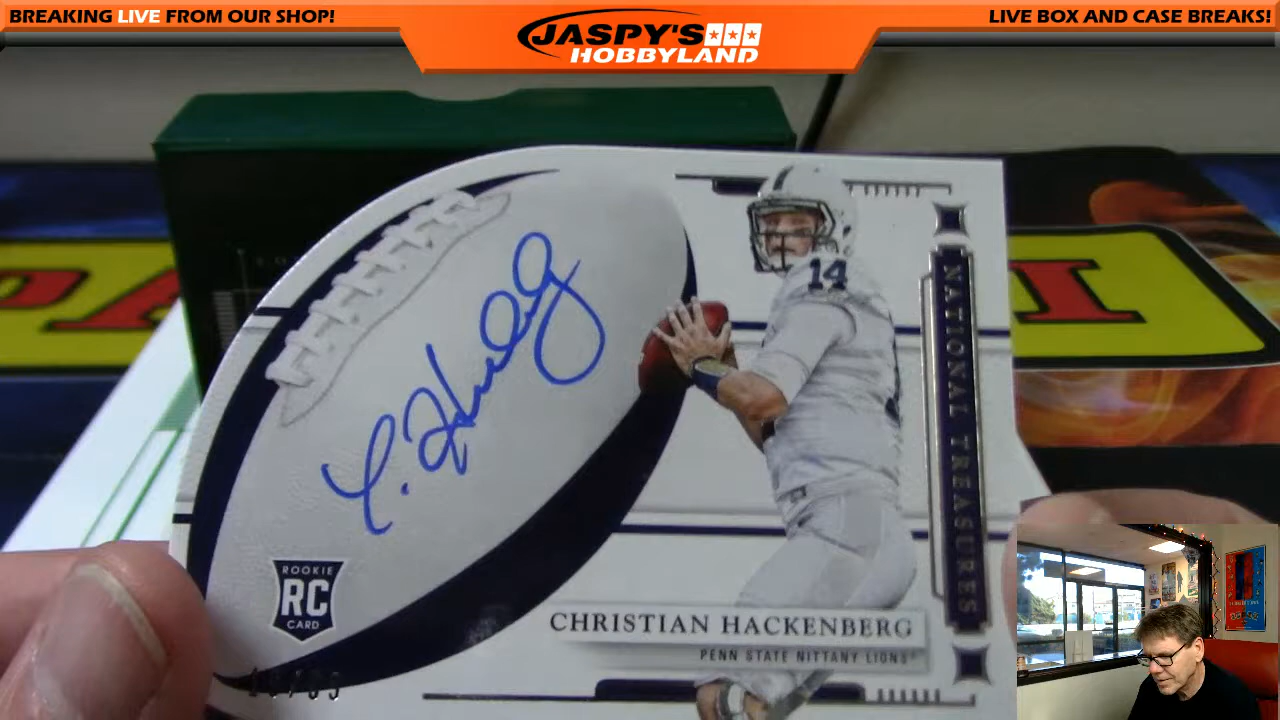 BREAKING LIVE FROM OUR SHOP!
JASPY'S
HOBBYLAND
LIVE BOX AND CASE BREAKS!
14
NATIONAL TREASURES
C. Hackenberg
ROOKIE
RC
CARD
CHRISTIAN HACKENBERG
PENN STATE NITTANY LIONS